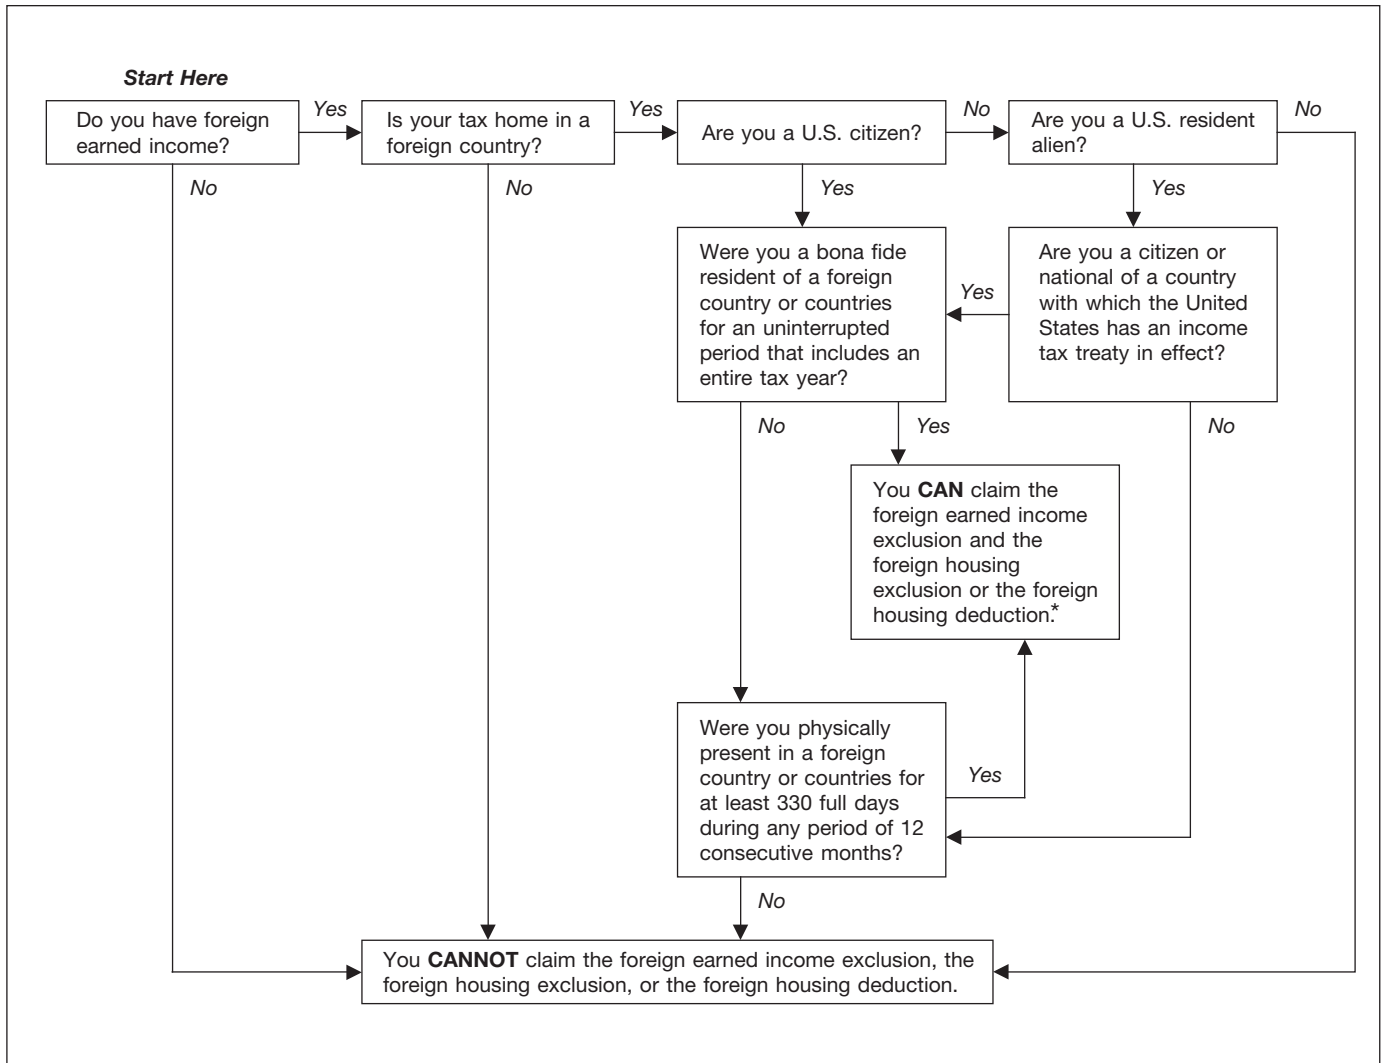 Start Here
Do you have foreign
earned income?
Yes
Is your tax home in a
foreign country?
Yes
Are you a U.S. citizen?
No
Are you a U.S. resident
alien?
No
No
No
Yes
Yes
Were you a bona fide
resident of a foreign
country or countries
for an uninterrupted
period that includes an
entire tax year?
Yes
Are you a citizen or
national of a country
with which the United
States has an income
tax treaty in effect?
No
Yes
No
You CAN claim the
foreign earned income
exclusion and the
foreign housing
exclusion or the foreign
housing deduction.*
Were you physically
present in a foreign
country or countries for
at least 330 full days
during any period of 12
consecutive months?
Yes
No
You CANNOT claim the foreign earned income exclusion, the
foreign housing exclusion, or the foreign housing deduction.